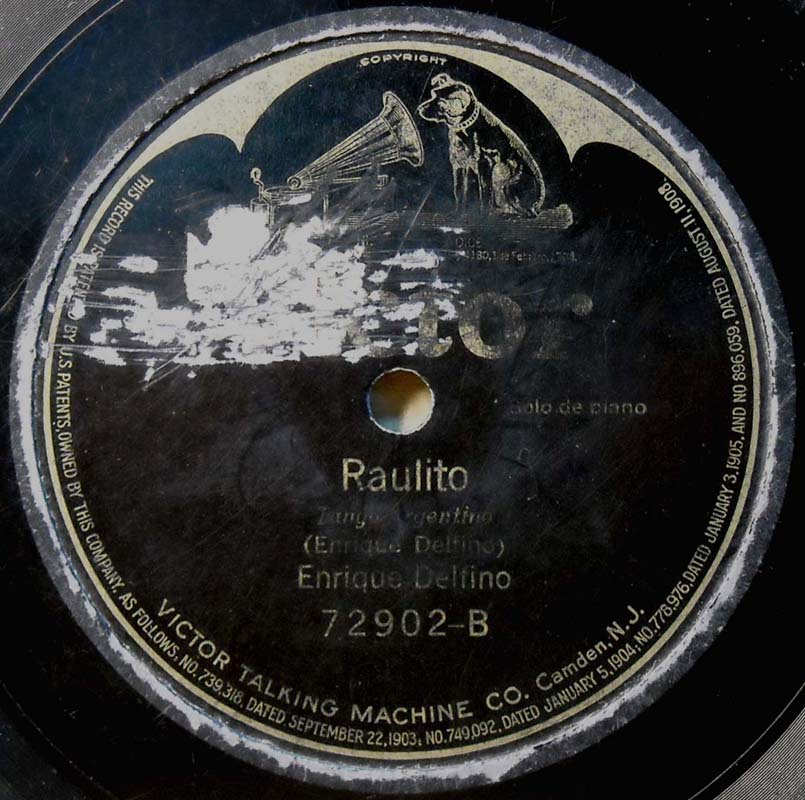 COPYRIGHT
DICE
ctor
Solo de piano
Raulito
Tango Argentino
(Enrique Delfino)
Enrique Delfino
72902-B
VICTOR TALKING MACHINE CO. Camden, N.J.
THIS RECORD IS BY U.S. PATENTS, OWNED BY THIS COMPANY, AS FOLLOWS: NO. 739,318, DATED SEPTEMBER 22,1903; NO. 749,092, DATED JANUARY 5, 1904; NO. 778,976, DATED JANUARY 3, 1905, AND NO 896,059, DATED AUGUST 11, 1908.